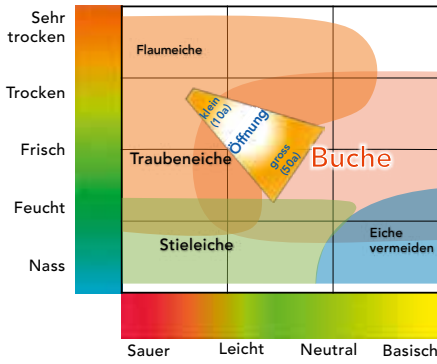 Sehr
trocken
Trocken
Frisch
Feucht
Nass
Flaumeiche
klein
(10a)
Öffnung
gross
(50a)
Traubeneiche
Buche
Stieleiche
Eiche
vermeiden
Sauer
Leicht
Neutral
Basisch